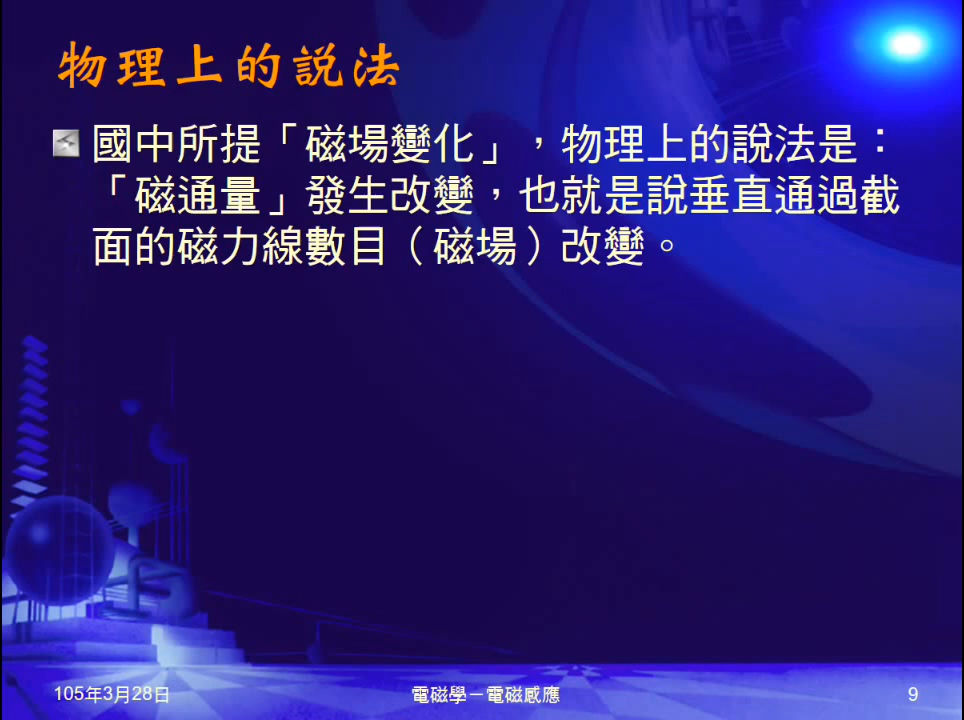 物理上的說法
國中所提「磁場變化」，物理上的說法是：
「磁通量」發生改變，也就是說垂直通過截
面的磁力線數目（磁場）改變。
105年3月28日
電磁學－電磁感應
9